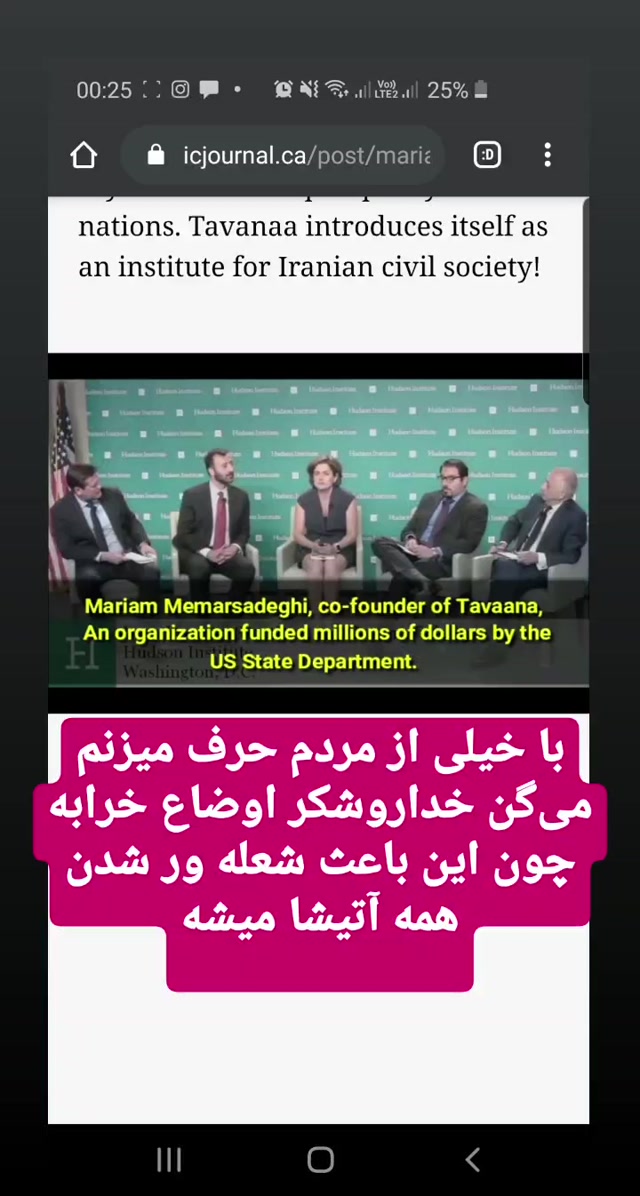 00:25
Vo))
LTE2
25%
:D
icjournal.ca/post/maria
nations. Tavanaa introduces itself as
an institute for Iranian civil society!
Hudson Institute
Mariam Memarsadeghi, co-founder of Tavaana,
An organization funded millions of dollars by the
US State Department.
H
Hudson Institute
Washington, D.C.
با خیلی از مردم حرف میزنم
می‌گن خداروشکر اوضاع خرابه
چون این باعث شعله ور شدن
همه آتیشا میشه